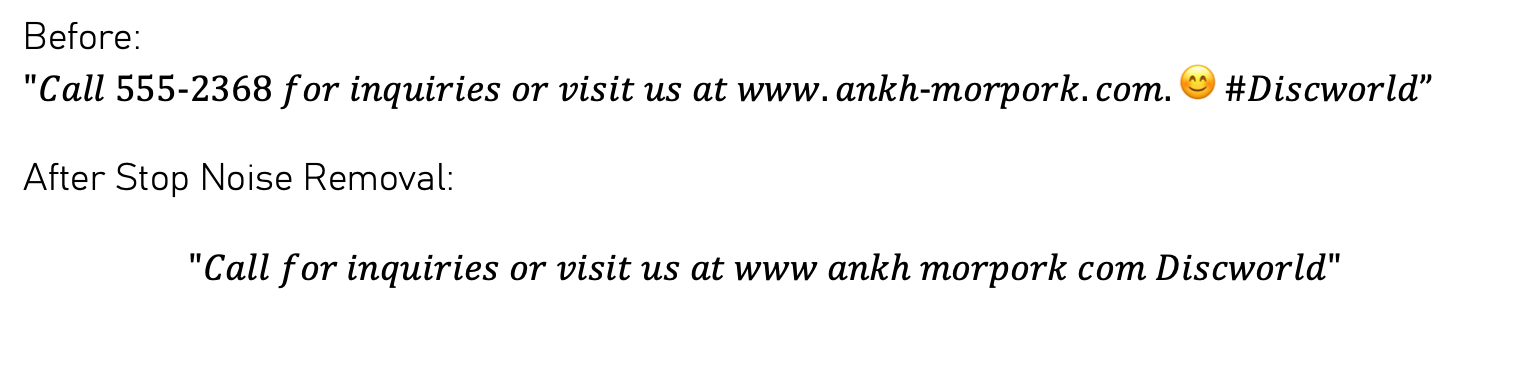 Before:
"Call 555-2368 for inquiries or visit us at www.ankh-morpork.com.😊 #Discworld”
After Stop Noise Removal:
"Call for inquiries or visit us at www ankh morpork com Discworld"